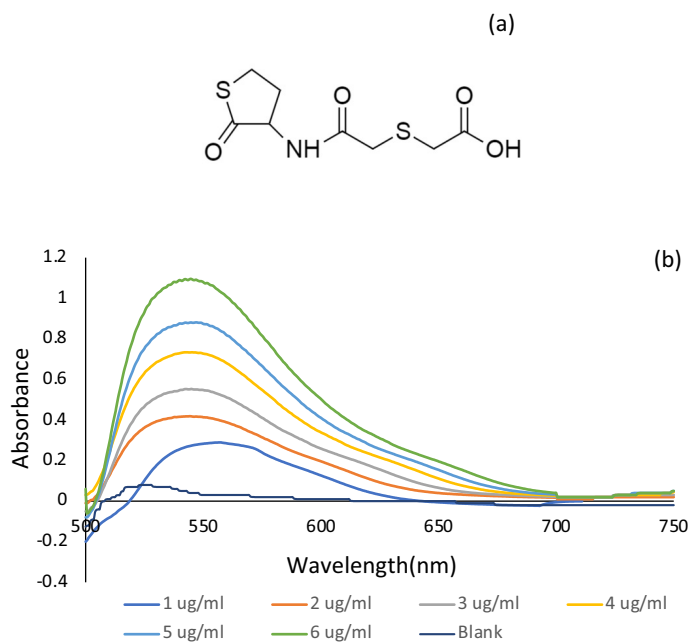 (a)
S
O
NH
O
S
O
OH
(b)
1.2
1
0.8
0.6
0.4
0.2
0
-0.2
-0.4
Absorbance
500 550 600 650 700 750
Wavelength(nm)
1 ug/ml 2 ug/ml 3 ug/ml 4 ug/ml
5 ug/ml 6 ug/ml Blank